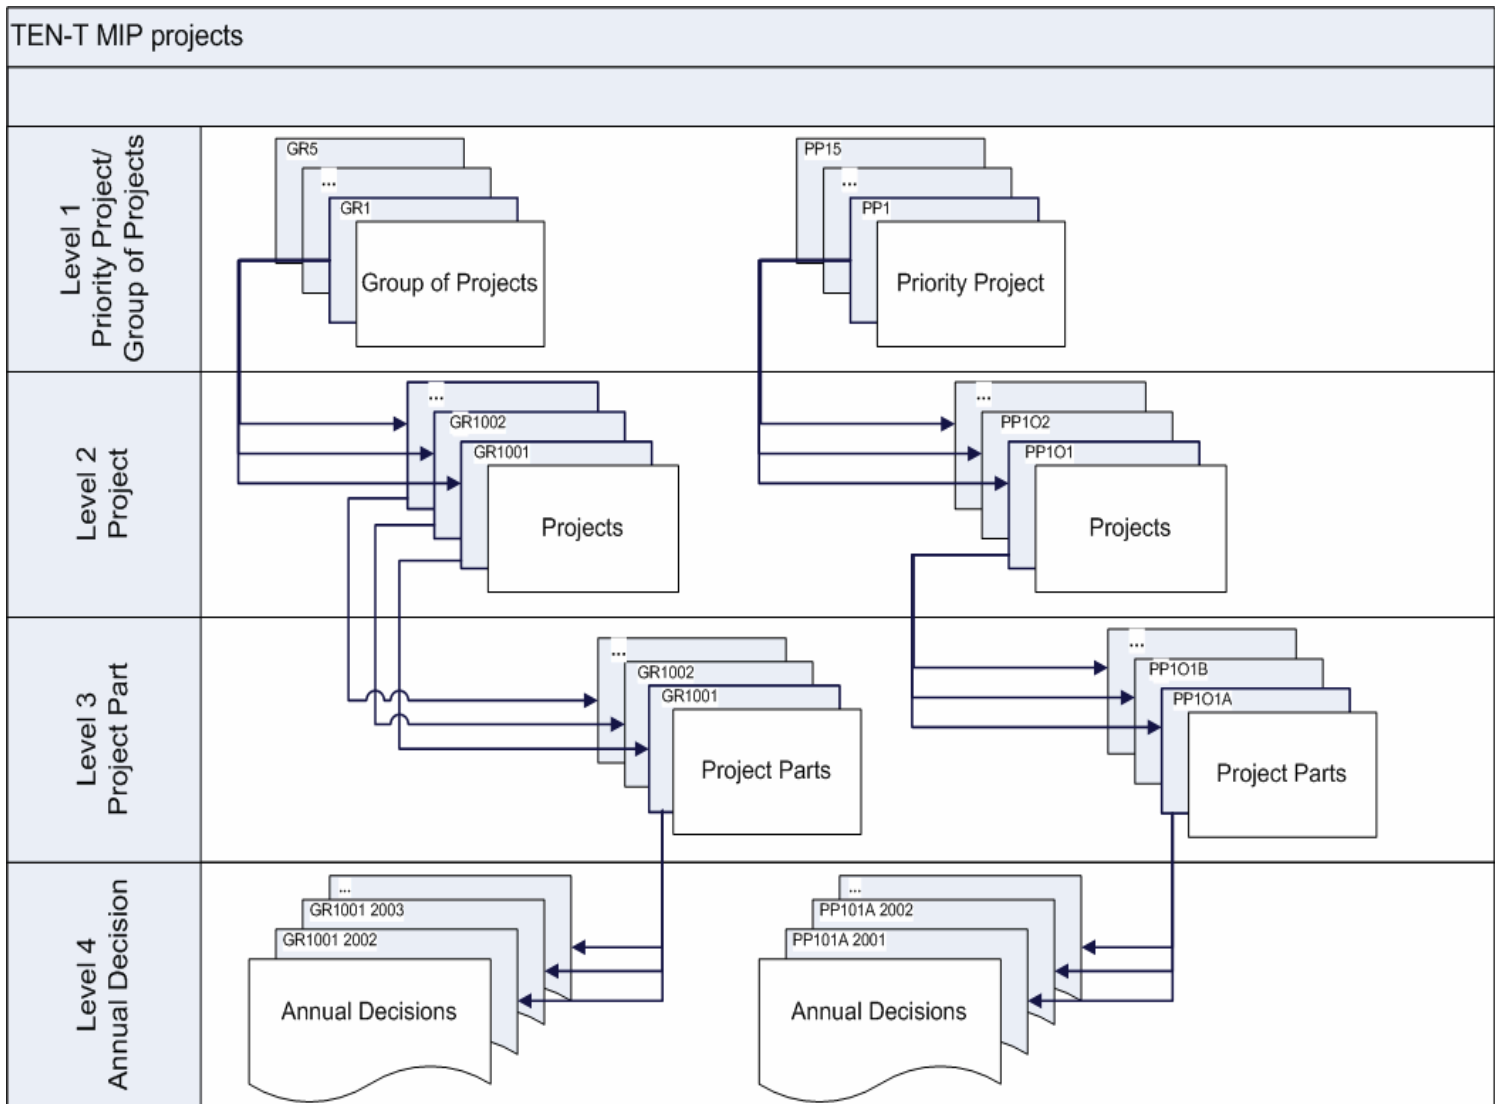 TEN-T MIP projects
Level 1
Priority Project/
Group of Projects
GR5
...
GR1
Group of Projects
PP15
...
PP1
Priority Project
Level 2
Project
...
GR1002
GR1001
Projects
...
PP1O2
PP1O1
Projects
Level 3
Project Part
...
GR1002
GR1001
Project Parts
...
PP1O1B
PP1O1A
Project Parts
Level 4
Annual Decision
...
GR1001 2003
GR1001 2002
Annual Decisions
...
PP101A 2002
PP101A 2001
Annual Decisions